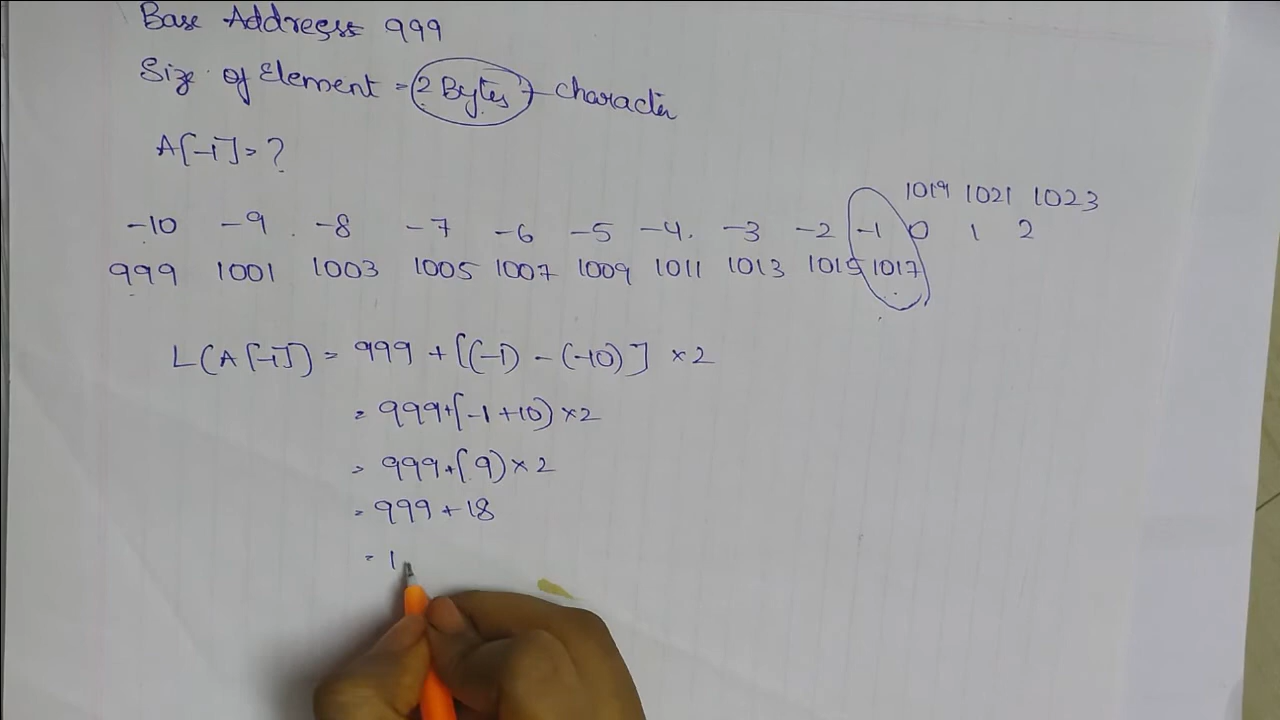 Base Address= 999
Size of Element = 2 Bytes → character
A[-1] = ?
1019 1021 1023
-10 -9 -8 -7 -6 -5 -4 -3 -2 -1 0 1 2
999 1001 1003 1005 1007 1009 1011 1013 1015 1017
L(A[-1]) = 999 + [(-1) - (-10)] × 2
= 999+(-1+10)×2
= 999+(9)×2
= 999+18
= 1